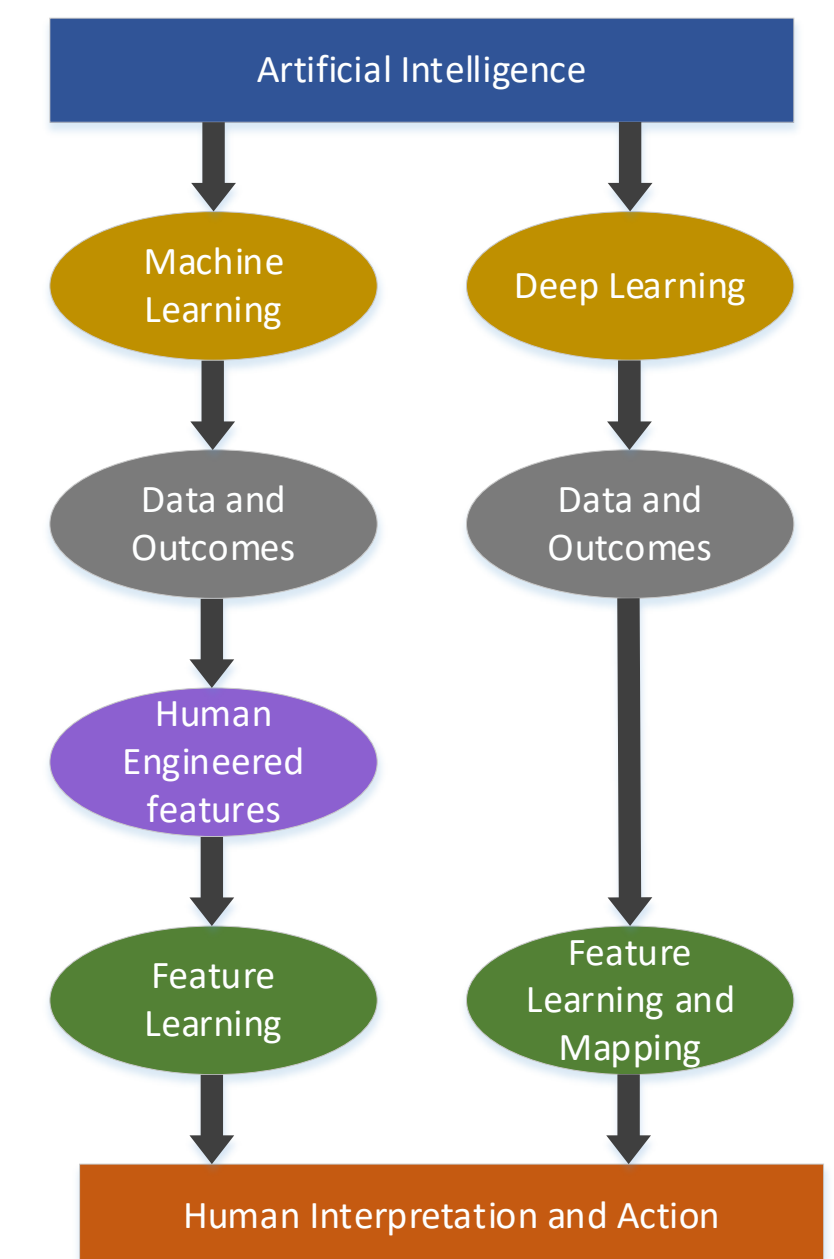 Artificial Intelligence
Machine
Learning
Deep Learning
Data and
Outcomes
Data and
Outcomes
Human
Engineered
features
Feature
Learning
Feature
Learning and
Mapping
Human Interpretation and Action